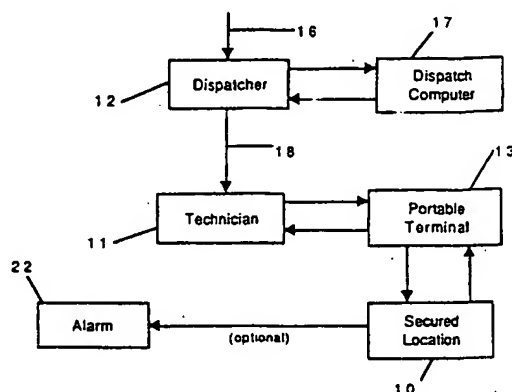 16
17
Dispatcher
Dispatch
Computer
12
18
13
Technician
Portable
Terminal
11
22
Alarm
(optional)
Secured
Location
10